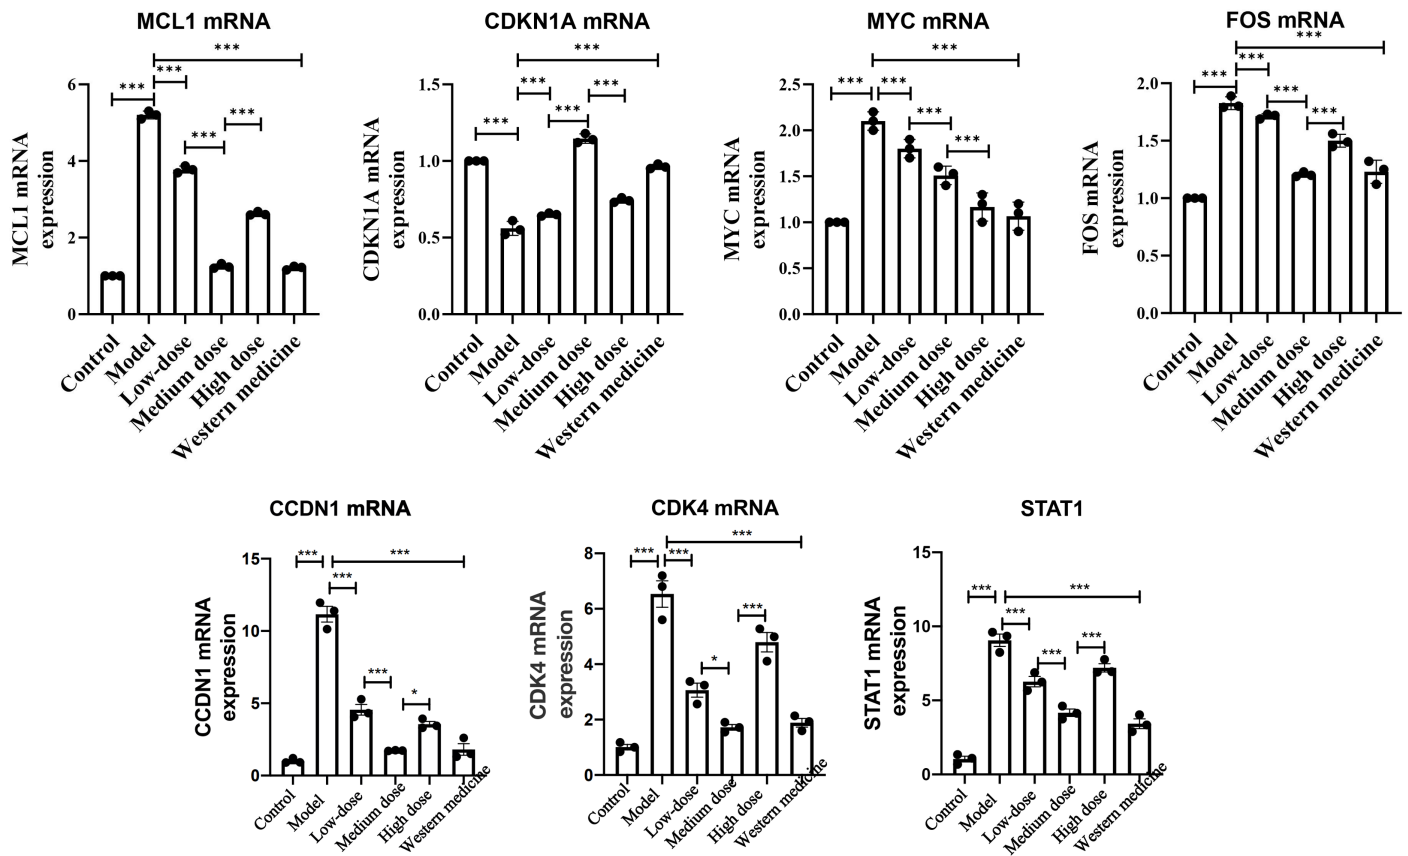 MCL1 mRNA
MCL1 mRNA
expression
6
4
2
0
***
***
***
***
***
Control
Model
Low-dose
Medium dose
High dose
Western medicine
CDKN1A mRNA
CDKN1A mRNA
expression
1.5
1.0
0.5
0.0
***
***
***
***
***
Control
Model
Low-dose
Medium dose
High dose
Western medicine
MYC mRNA
MYC mRNA
expression
2.5
2.0
1.5
1.0
0.5
0.0
***
***
***
***
***
Control
Model
Low-dose
Medium dose
High dose
Western medicine
FOS mRNA
FOS mRNA
expression
2.0
1.5
1.0
0.5
0.0
***
***
***
***
***
Control
Model
Low-dose
Medium dose
High dose
Western medicine
CCDN1 mRNA
CCDN1 mRNA
expression
15
10
5
0
***
***
***
***
*
Control
Model
Low-dose
Medium dose
High dose
Western medicine
CDK4 mRNA
CDK4 mRNA
expression
8
6
4
2
0
***
***
***
*
***
Control
Model
Low-dose
Medium dose
High dose
Western medicine
STAT1
STAT1 mRNA
expression
15
10
5
0
***
***
***
***
***
Control
Model
Low-dose
Medium dose
High dose
Western medicine